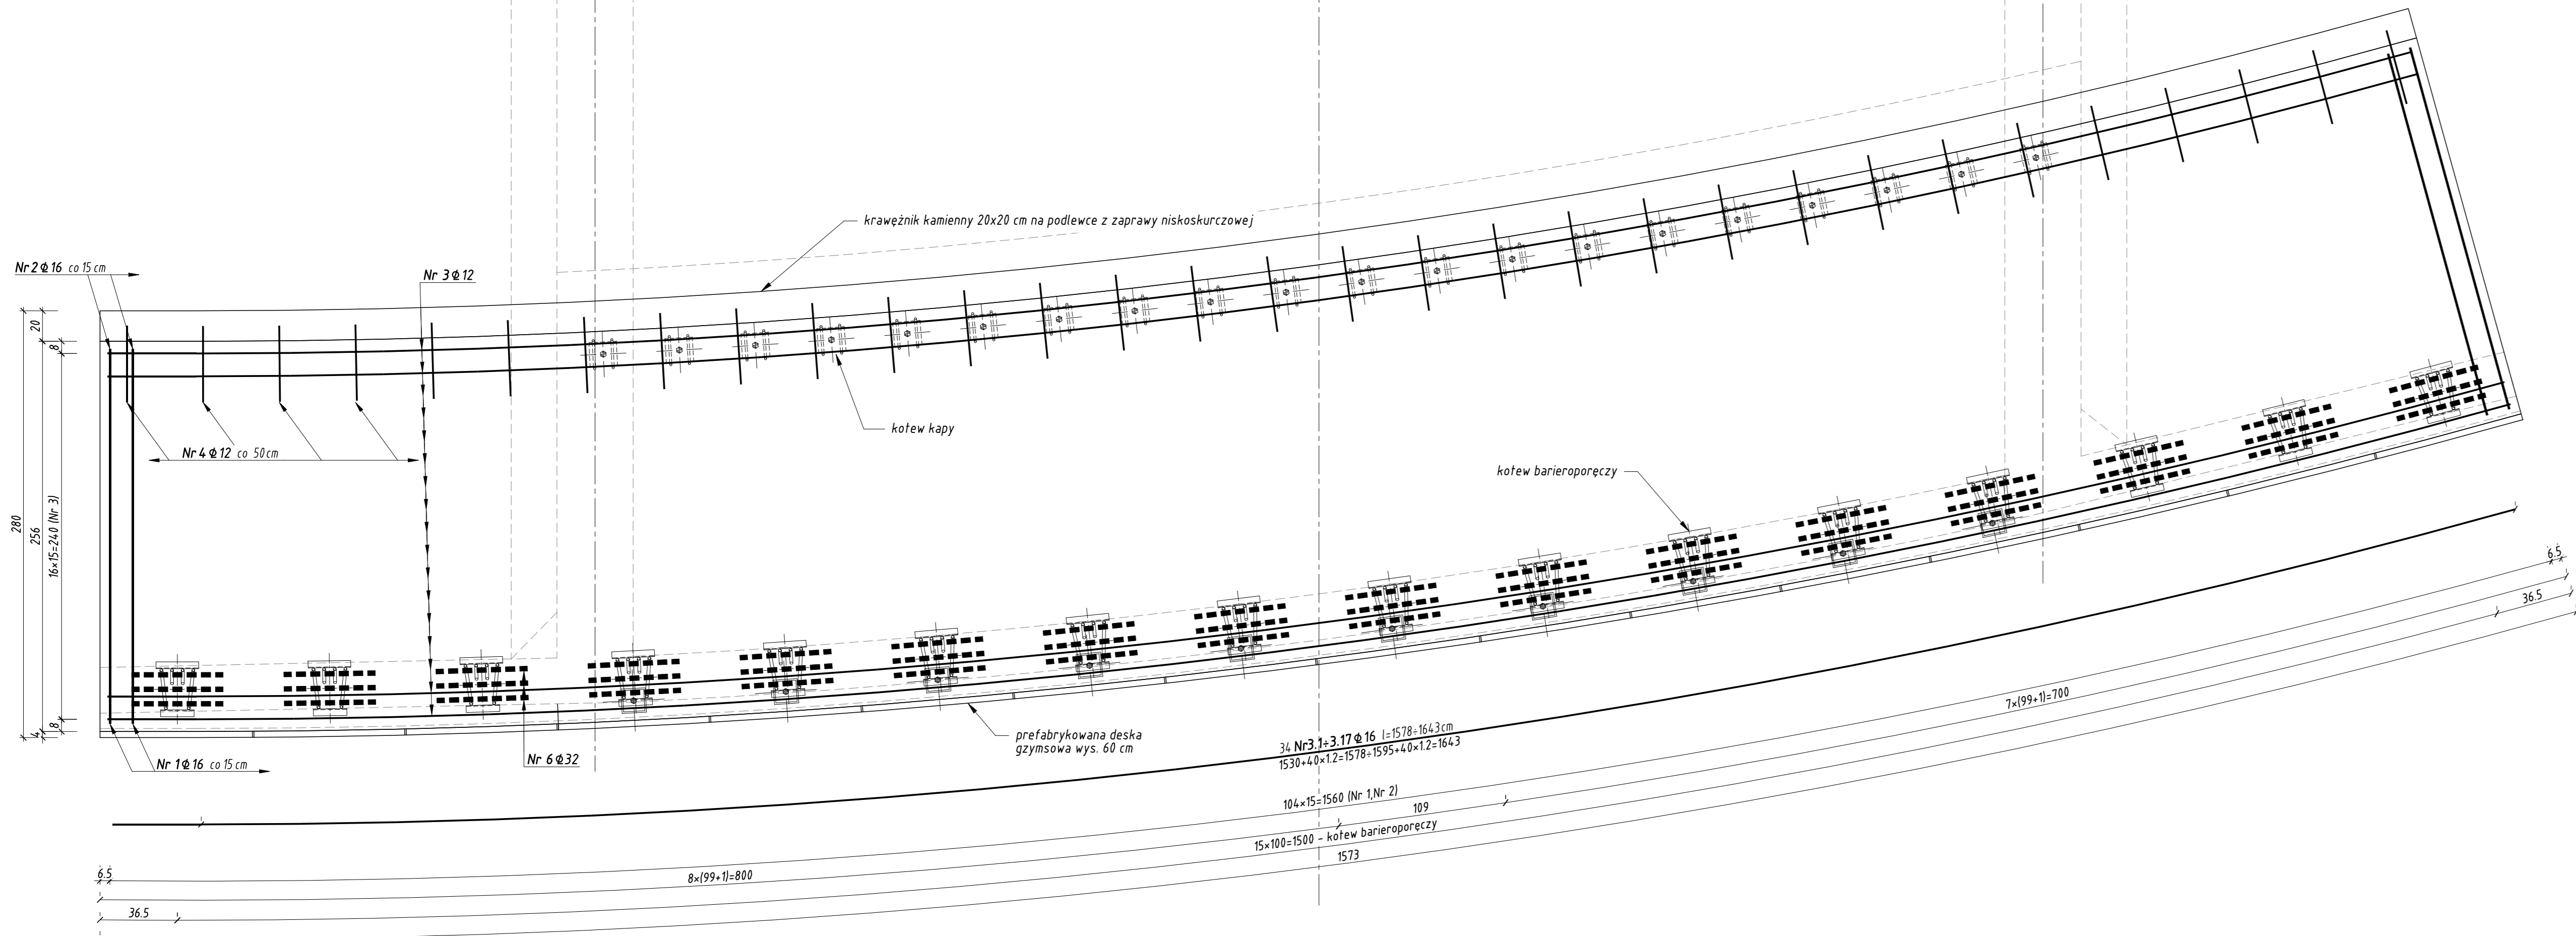 krawężnik kamienny 20x20 cm na podlewce z zaprawy niskoskurczowej
Nr 2 ⌀ 16 co 15 cm
Nr 3 ⌀ 12
20
8
kotew kapy
Nr 4 ⌀ 12 co 50cm
kotew barieroporęczy
280
256
16×15=240 (Nr 3)
8
4
6.5
36.5
7×(99+1)=700
prefabrykowana deska
gzymsowa wys. 60 cm
34 Nr3.1÷3.17 ⌀ 16 l=1578÷1643cm
1530+40×1.2=1578÷1595+40×1.2=1643
Nr 6 ⌀ 32
Nr 1 ⌀ 16 co 15 cm
104×15=1560 (Nr 1,Nr 2)
109
15×100=1500 - kotew barieroporęczy
1573
6.5
8×(99+1)=800
36.5